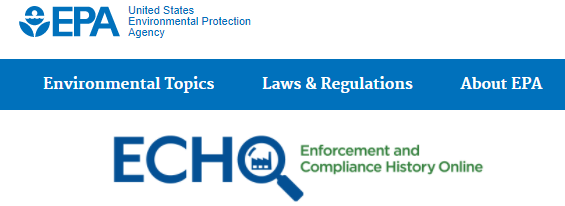 EPA
United States
Environmental Protection
Agency
Environmental Topics Laws & Regulations About EPA
ECHO
Enforcement and
Compliance History Online